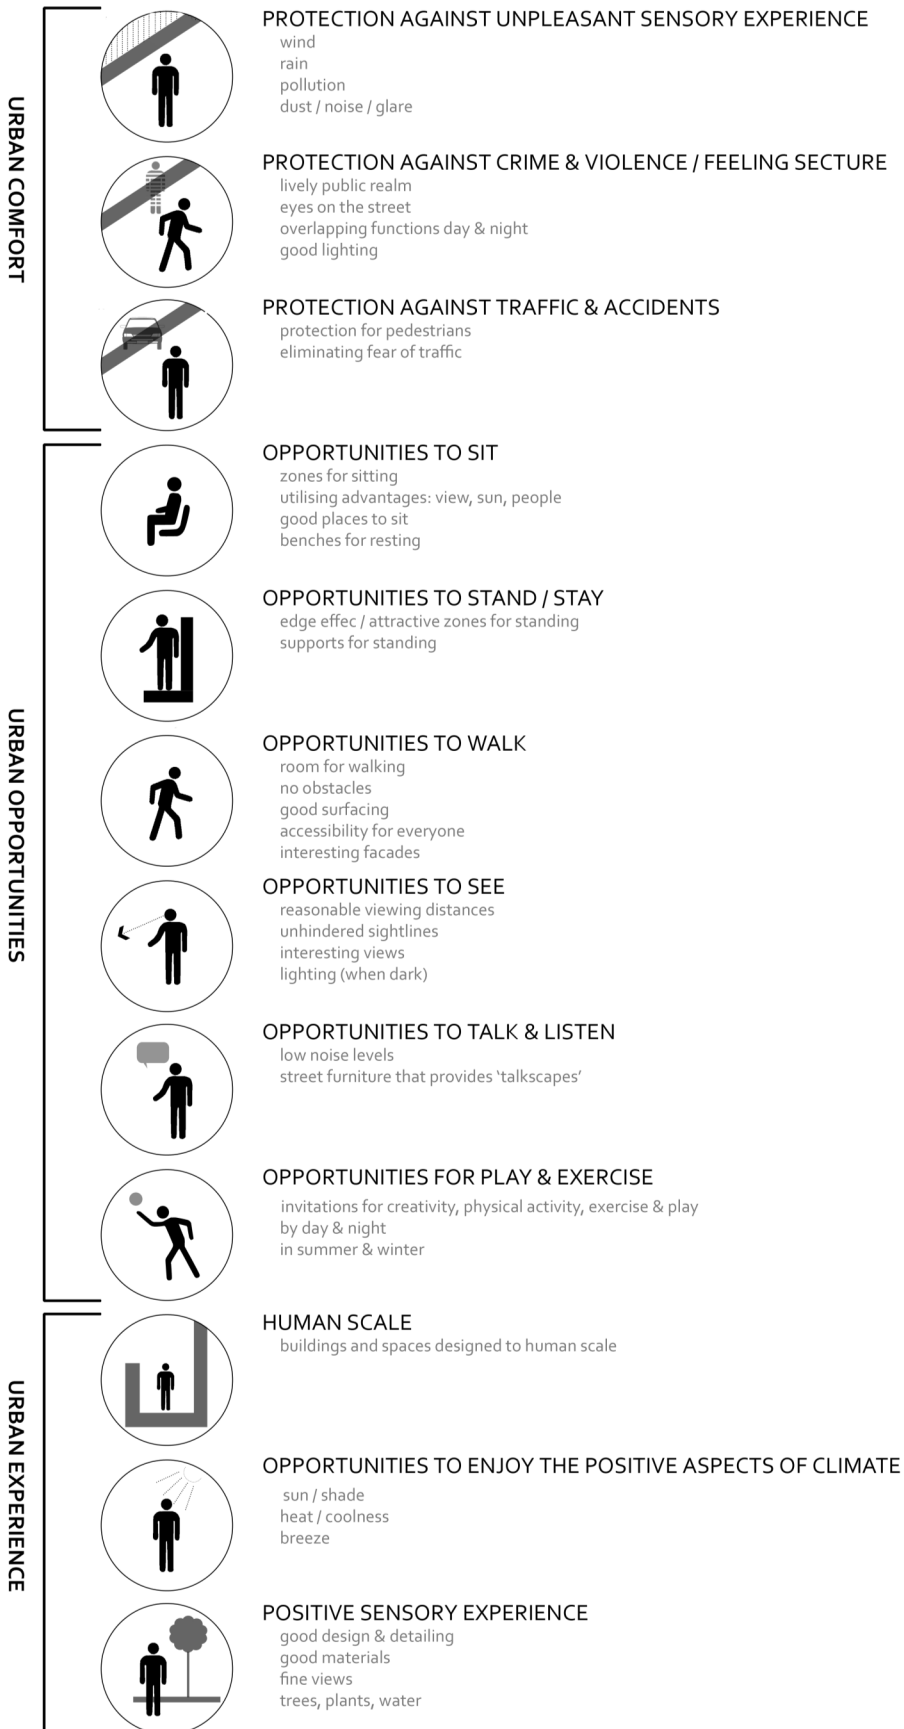 URBAN COMFORT
PROTECTION AGAINST UNPLEASANT SENSORY EXPERIENCE
wind
rain
pollution
dust / noise / glare
PROTECTION AGAINST CRIME & VIOLENCE / FEELING SECTURE
lively public realm
eyes on the street
overlapping functions day & night
good lighting
PROTECTION AGAINST TRAFFIC & ACCIDENTS
protection for pedestrians
eliminating fear of traffic
URBAN OPPORTUNITIES
OPPORTUNITIES TO SIT
zones for sitting
utilising advantages: view, sun, people
good places to sit
benches for resting
OPPORTUNITIES TO STAND / STAY
edge effec / attractive zones for standing
supports for standing
OPPORTUNITIES TO WALK
room for walking
no obstacles
good surfacing
accessibility for everyone
interesting facades
OPPORTUNITIES TO SEE
reasonable viewing distances
unhindered sightlines
interesting views
lighting (when dark)
OPPORTUNITIES TO TALK & LISTEN
low noise levels
street furniture that provides ‘talkscapes’
OPPORTUNITIES FOR PLAY & EXERCISE
invitations for creativity, physical activity, exercise & play
by day & night
in summer & winter
URBAN EXPERIENCE
HUMAN SCALE
buildings and spaces designed to human scale
OPPORTUNITIES TO ENJOY THE POSITIVE ASPECTS OF CLIMATE
sun / shade
heat / coolness
breeze
POSITIVE SENSORY EXPERIENCE
good design & detailing
good materials
fine views
trees, plants, water